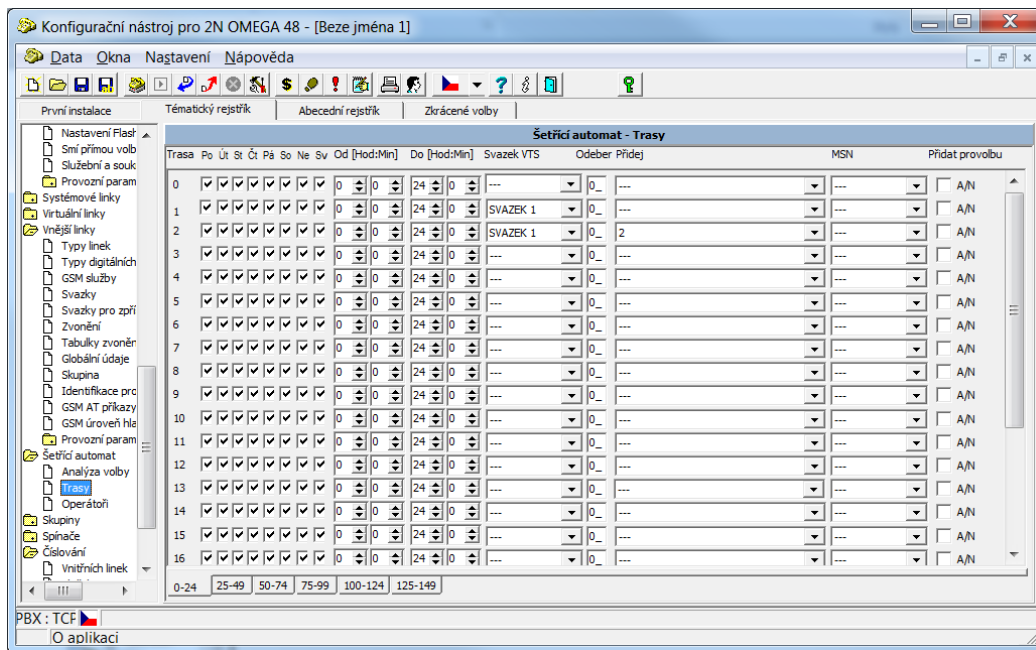 Konfigurační nástroj pro 2N OMEGA 48 - [Beze jména 1]
Data Okna Nastavení Nápověda
První instalace Tématický rejstřík Abecední rejstřík Zkrácené volby
Nastavení Flash
Smí přímou volb
Služební a souk
Provozní param
Systémové linky
Virtuální linky
Vnější linky
Typy linek
Typy digitálních
GSM služby
Svazky
Svazky pro zpří
Zvonění
Tabulky zvoněn
Globální údaje
Skupina
Identifikace pro
GSM AT příkazy
GSM úroveň hla
Provozní param
Šetřící automat
Analýza volby
Trasy
Operátoři
Skupiny
Spínače
Číslování
Vnitřních linek
Šetřící automat - Trasy
Trasa Po Út St Čt Pá So Ne Sv Od [Hod:Min] Do [Hod:Min] Svazek VTS Odeber Přidej MSN Přidat provolbu
0 0 0 24 0 --- 0_ --- --- A/N
1 0 0 24 0 SVAZEK 1 0_ --- --- A/N
2 0 0 24 0 SVAZEK 1 0_ 2 --- A/N
3 0 0 24 0 --- 0_ --- --- A/N
4 0 0 24 0 --- 0_ --- --- A/N
5 0 0 24 0 --- 0_ --- --- A/N
6 0 0 24 0 --- 0_ --- --- A/N
7 0 0 24 0 --- 0_ --- --- A/N
8 0 0 24 0 --- 0_ --- --- A/N
9 0 0 24 0 --- 0_ --- --- A/N
10 0 0 24 0 --- 0_ --- --- A/N
11 0 0 24 0 --- 0_ --- --- A/N
12 0 0 24 0 --- 0_ --- --- A/N
13 0 0 24 0 --- 0_ --- --- A/N
14 0 0 24 0 --- 0_ --- --- A/N
15 0 0 24 0 --- 0_ --- --- A/N
16 0 0 24 0 --- 0_ --- --- A/N
0-24 25-49 50-74 75-99 100-124 125-149
PBX : TCP
O aplikaci